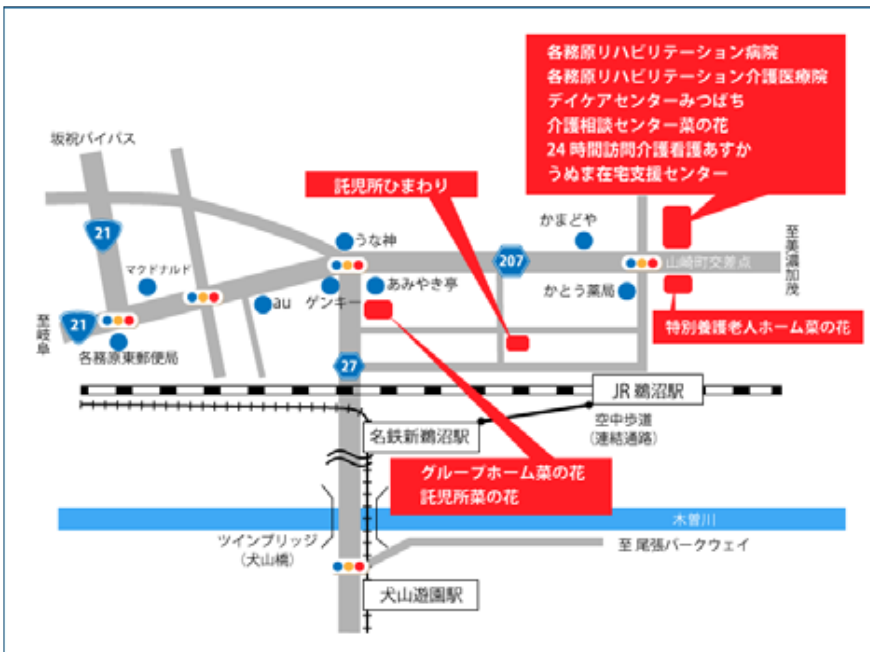 各務原リハビリテーション病院
各務原リハビリテーション介護医療院
デイケアセンターみつばち
介護相談センター菜の花
24時間訪問介護看護あすか
うぬま在宅支援センター
坂祝バイパス
託児所ひまわり
21
うな神
かまどや
207
山崎町交差点
至美濃加茂
マクドナルド
au
ゲンキー
あみやき亭
かとう薬局
至岐阜
21
特別養護老人ホーム菜の花
各務原東郵便局
27
JR 鵜沼駅
名鉄新鵜沼駅
空中歩道
(連結通路)
グループホーム菜の花
託児所菜の花
木曽川
ツインブリッジ
(犬山橋)
至 尾張パークウェイ
犬山遊園駅